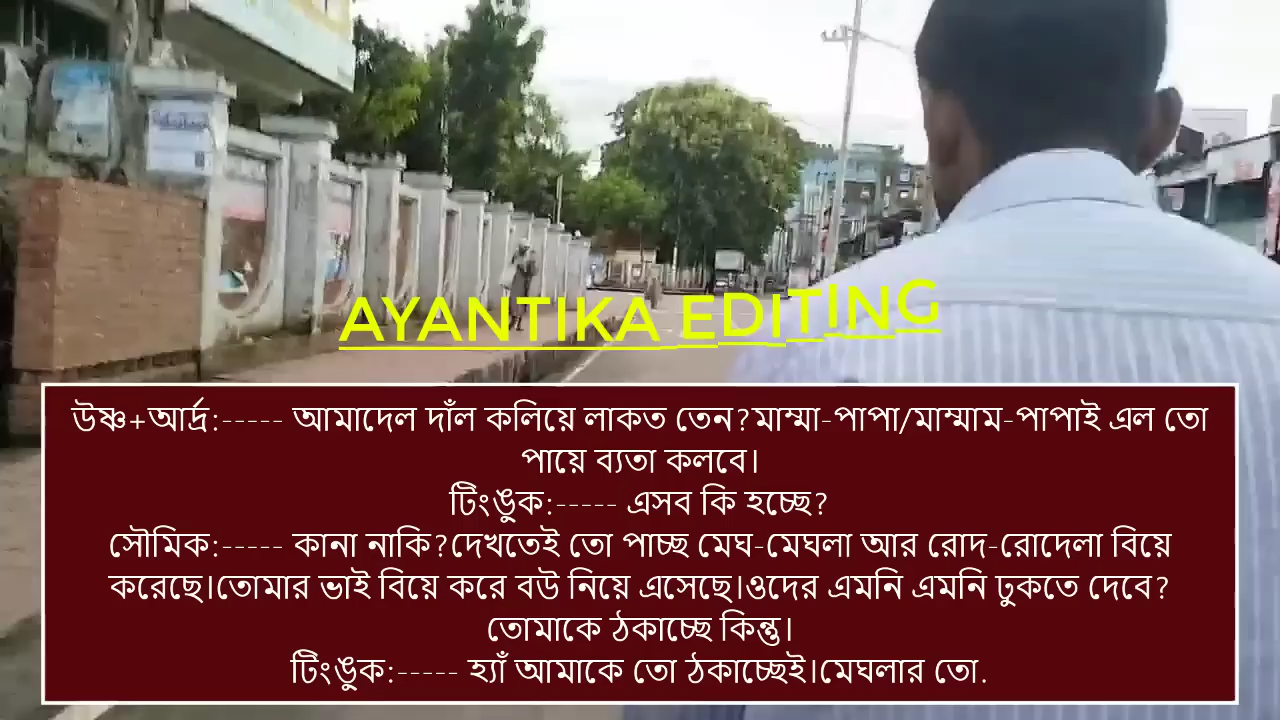 AYANTIKA EDITING
উষ্ণ+আর্দ্র:----- আমাদেল দাঁল কলিয়ে লাকত তেন?মাম্মা-পাপা/মাম্মাম-পাপাই এল তো
পায়ে ব্যতা কলবে।
টিংঙুক:----- এসব কি হচ্ছে?
সৌমিক:----- কানা নাকি?দেখতেই তো পাচ্ছ মেঘ-মেঘলা আর রোদ-রোদেলা বিয়ে
করেছে।তোমার ভাই বিয়ে করে বউ নিয়ে এসেছে।ওদের এমনি এমনি ঢুকতে দেবে?
তোমাকে ঠকাচ্ছে কিন্তু।
টিংঙুক:----- হ্যাঁ আমাকে তো ঠকাচ্ছেই।মেঘলার তো.